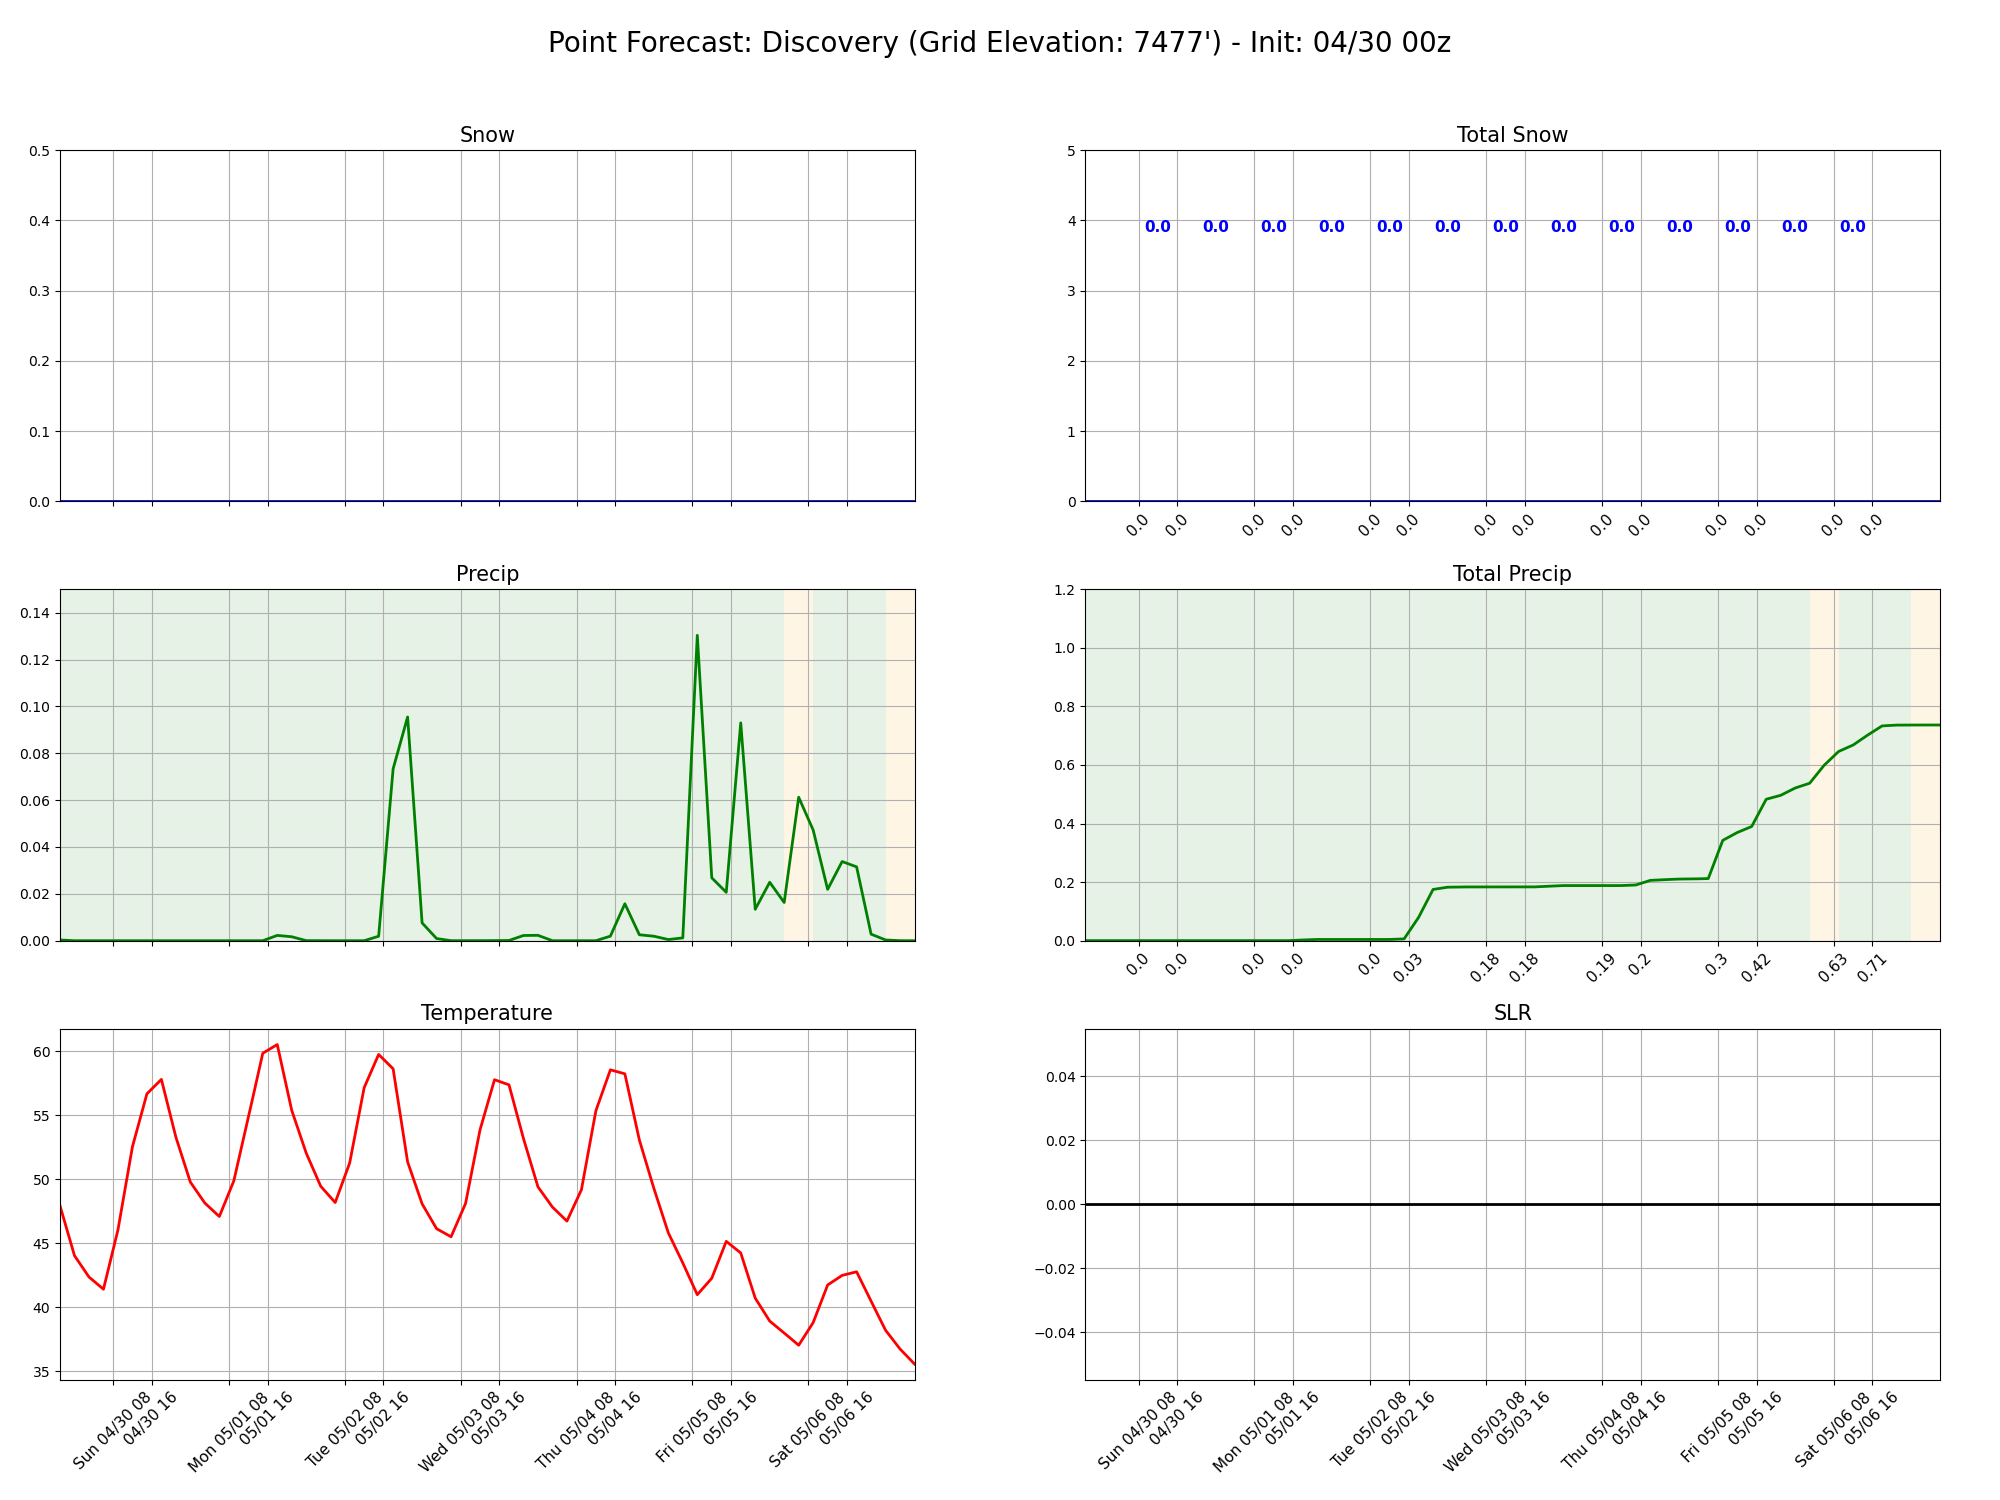 Point Forecast: Discovery (Grid Elevation: 7477') - Init: 04/30 00z
Snow
0.5
0.4
0.3
0.2
0.1
0.0
Total Snow
5
4
3
2
1
0
0.0 0.0 0.0 0.0 0.0 0.0 0.0 0.0 0.0 0.0 0.0 0.0 0.0
0.0 0.0 0.0 0.0 0.0 0.0 0.0 0.0 0.0 0.0 0.0 0.0 0.0 0.0
Precip
0.14
0.12
0.10
0.08
0.06
0.04
0.02
0.00
Total Precip
1.2
1.0
0.8
0.6
0.4
0.2
0.0
0.0 0.0 0.0 0.0 0.0 0.03 0.18 0.18 0.19 0.2 0.3 0.42 0.63 0.71
Temperature
60
55
50
45
40
35
Sun 04/30 08
04/30 16
Mon 05/01 08
05/01 16
Tue 05/02 08
05/02 16
Wed 05/03 08
05/03 16
Thu 05/04 08
05/04 16
Fri 05/05 08
05/05 16
Sat 05/06 08
05/06 16
SLR
0.04
0.02
0.00
−0.02
−0.04
Sun 04/30 08
04/30 16
Mon 05/01 08
05/01 16
Tue 05/02 08
05/02 16
Wed 05/03 08
05/03 16
Thu 05/04 08
05/04 16
Fri 05/05 08
05/05 16
Sat 05/06 08
05/06 16